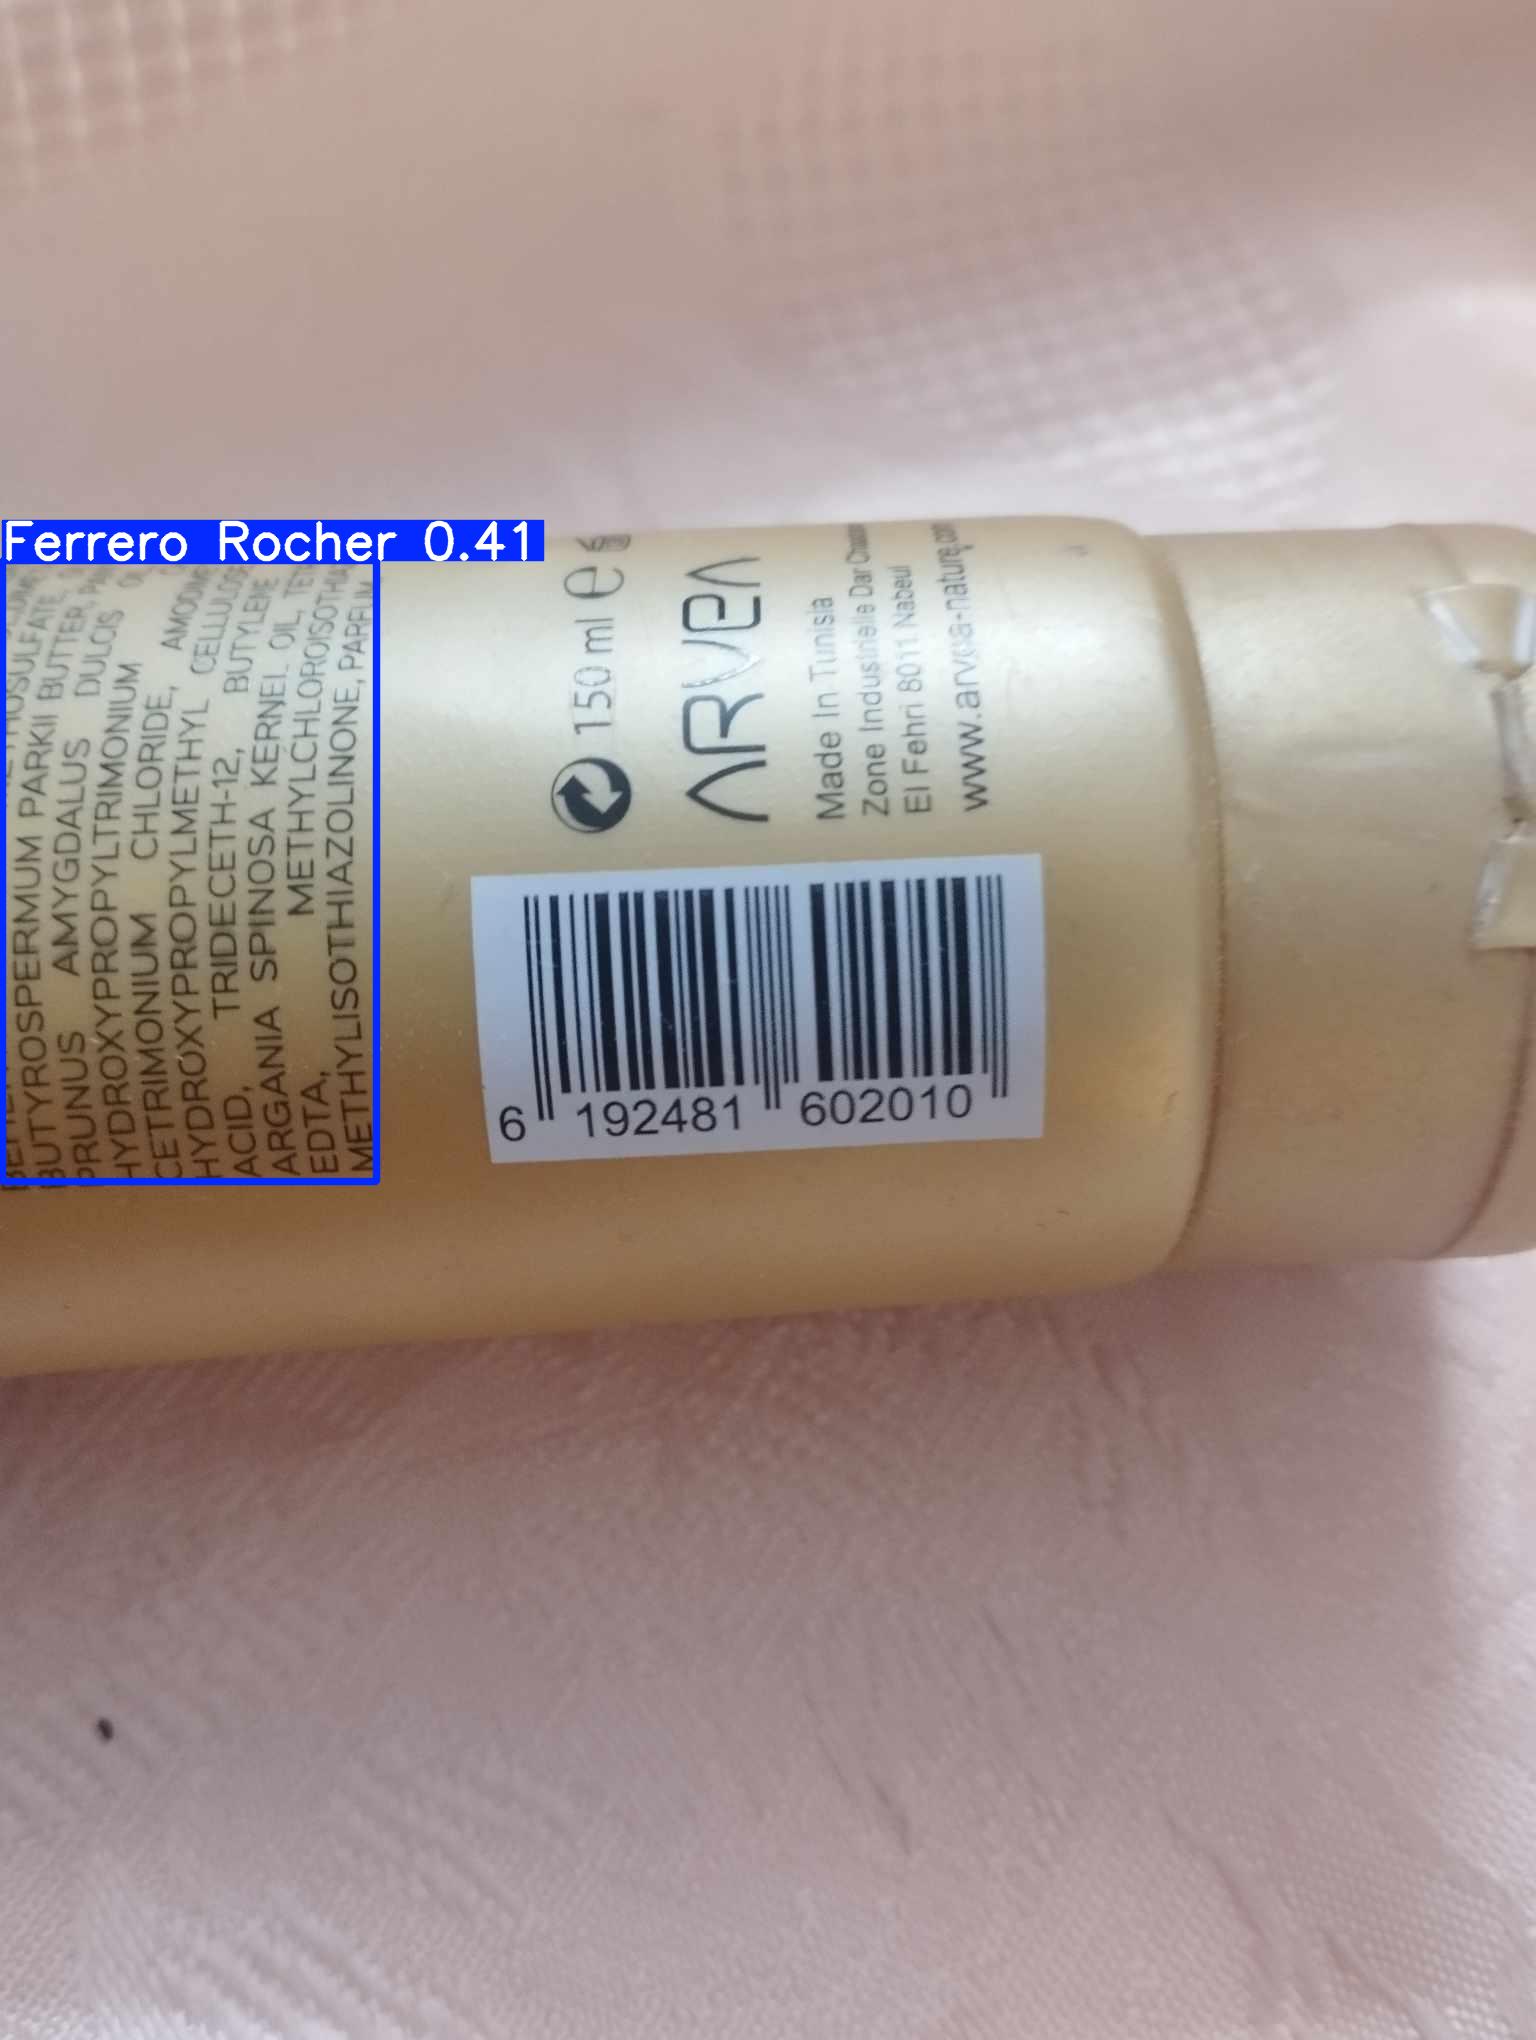 Ferrero Rocher 0.41
BUTYROSPERMUM PARKII BUTTER,
PRUNUS AMYGDALUS DULCIS
HYDROXYPROPYLTRIMONIUM
CETRIMONIUM CHLORIDE,
HYDROXYPROPYLMETHYL CELLULOSE
ACID, TRIDECETH-12, BUTYLENE
ARGANIA SPINOSA KERNEL OIL,
EDTA,
METHYLISOTHIAZOLINONE, PARFUM,
150 ml e
ARVEA
Made In Tunisia
Zone Industrielle Dar
El Fehri 8011 Nabeul
www.arvea-nature.com
6 192481 602010